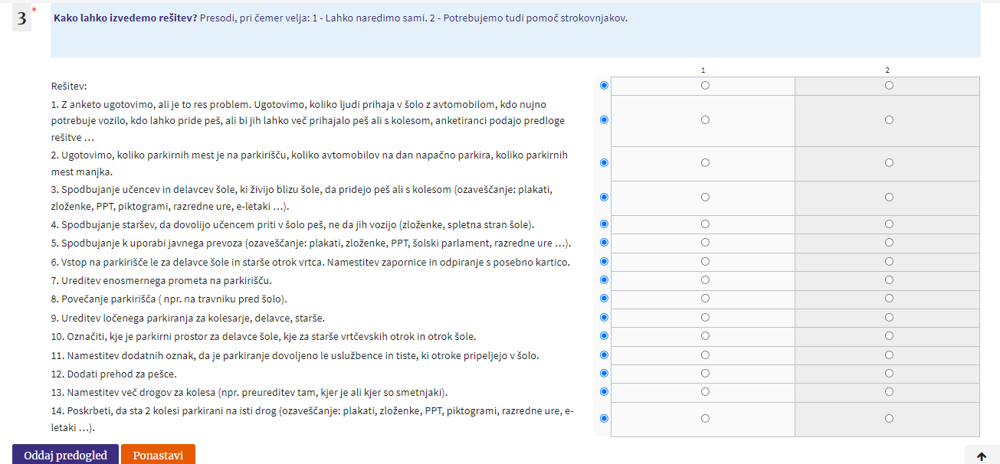 3 *
Kako lahko izvedemo rešitev? Presodi, pri čemer velja: 1 - Lahko naredimo sami. 2 - Potrebujemo tudi pomoč strokovnjakov.
1 2
Rešitev:
1. Z anketo ugotovimo, ali je to res problem. Ugotovimo, koliko ljudi prihaja v šolo z avtomobilom, kdo nujno
potrebuje vozilo, kdo lahko pride peš, ali bi jih lahko več prihajalo peš ali s kolesom, anketiranci podajo predloge
rešitve …
2. Ugotovimo, koliko parkirnih mest je na parkirišču, koliko avtomobilov na dan napačno parkira, koliko parkirnih
mest manjka.
3. Spodbujanje učencev in delavcev šole, ki živijo blizu šole, da pridejo peš ali s kolesom (ozaveščanje: plakati,
zloženke, PPT, piktogrami, razredne ure, e-letaki …).
4. Spodbujanje staršev, da dovolijo učencem priti v šolo peš, ne da jih vozijo (zloženke, spletna stran šole).
5. Spodbujanje k uporabi javnega prevoza (ozaveščanje: plakati, zloženke, PPT, šolski parlament, razredne ure …).
6. Vstop na parkirišče le za delavce šole in starše otrok vrtca. Namestitev zapornice in odpiranje s posebno kartico.
7. Ureditev enosmernega prometa na parkirišču.
8. Povečanje parkirišča ( npr. na travniku pred šolo).
9. Ureditev ločenega parkiranja za kolesarje, delavce, starše.
10. Označiti, kje je parkirni prostor za delavce šole, kje za starše vrtčevskih otrok in otrok šole.
11. Namestitev dodatnih oznak, da je parkiranje dovoljeno le uslužbence in tiste, ki otroke pripeljejo v šolo.
12. Dodati prehod za pešce.
13. Namestitev več drogov za kolesa (npr. preureditev tam, kjer je ali kjer so smetnjaki).
14. Poskrbeti, da sta 2 kolesi parkirani na isti drog (ozaveščanje: plakati, zloženke, PPT, piktogrami, razredne ure, e-
letaki …).
Oddaj predogled Ponastavi